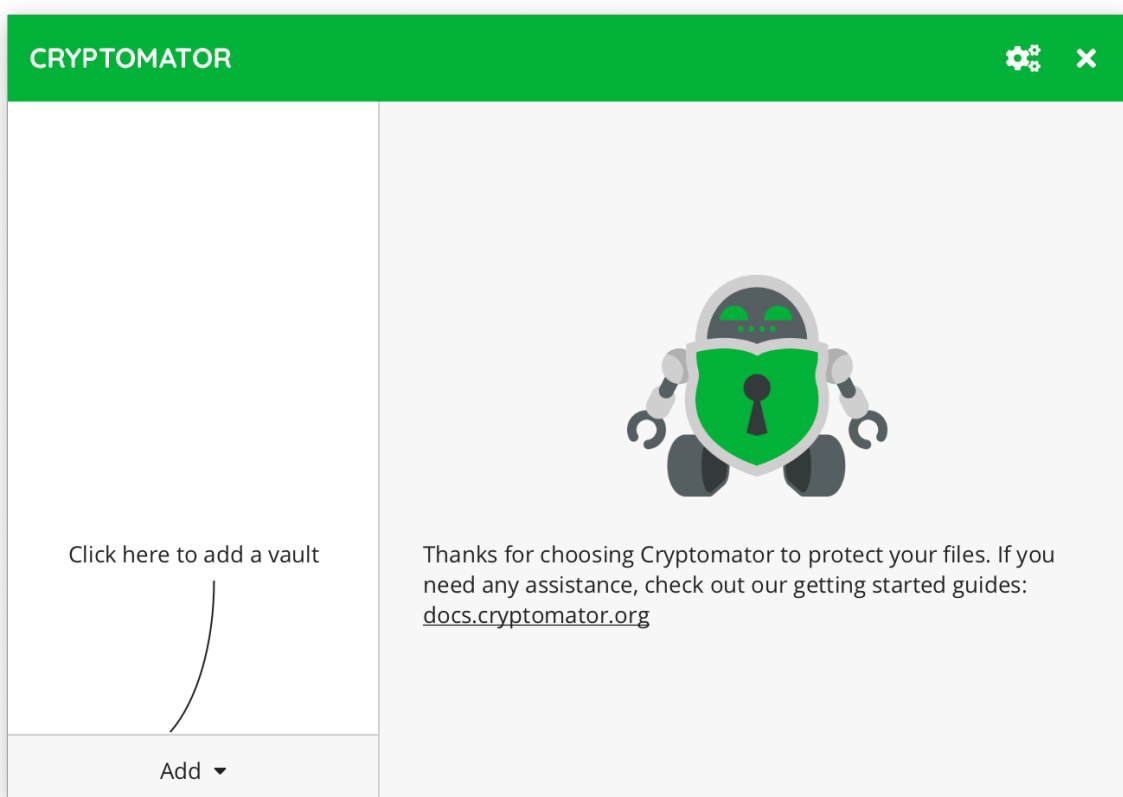 CRYPTOMATOR
Click here to add a vault
Add
Thanks for choosing Cryptomator to protect your files. If you
need any assistance, check out our getting started guides:
docs.cryptomator.org